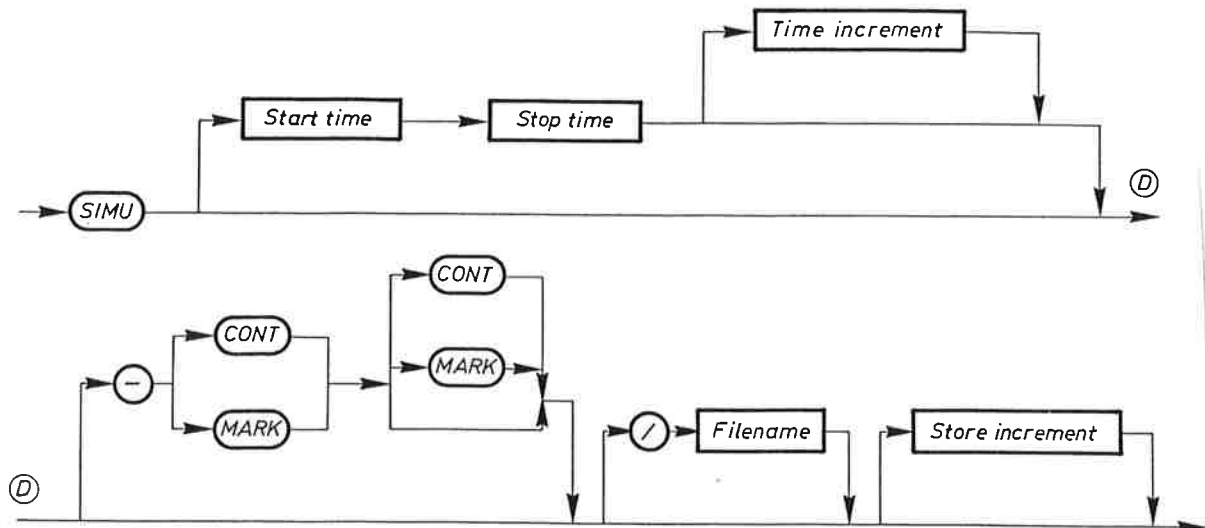 Time increment
Start time
Stop time
D
SIMU
CONT
CONT
MARK
MARK
–
/
Filename
Store increment
D